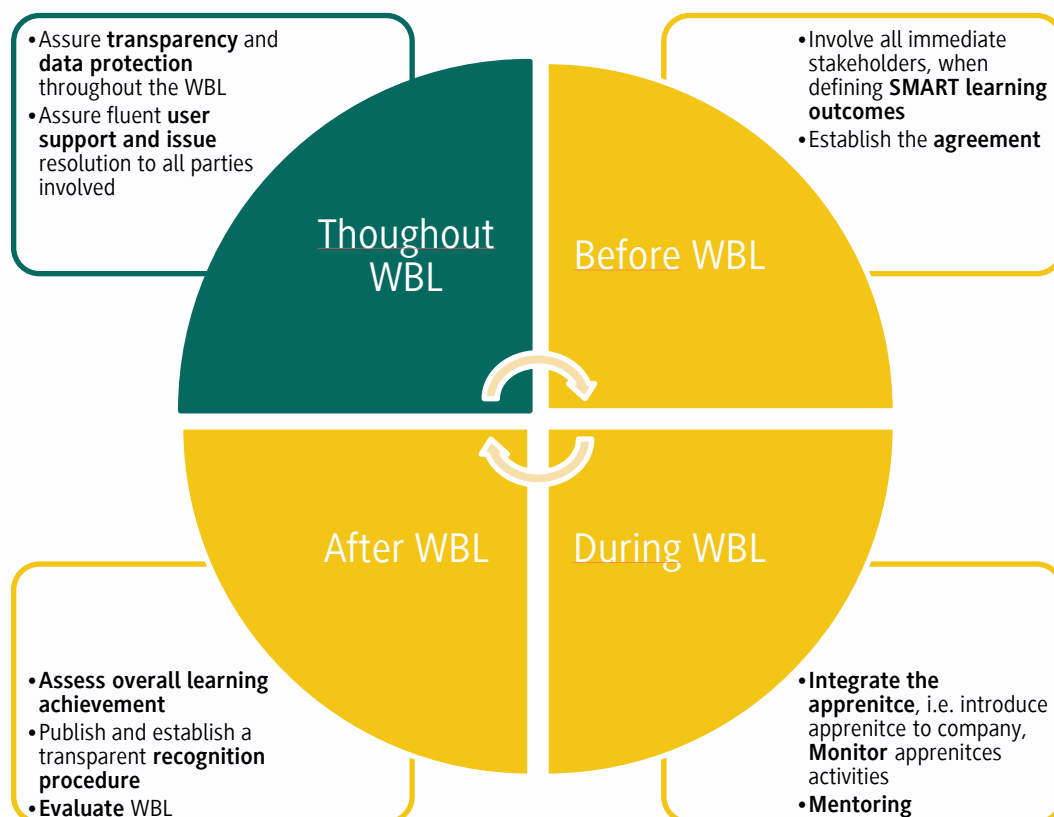 •Assure transparency and
data protection
throughout the WBL
•Assure fluent user
support and issue
resolution to all parties
involved
•Involve all immediate
stakeholders, when
defining SMART learning
outcomes
•Establish the agreement
Thoughout
WBL
Before WBL
After WBL
During WBL
•Assess overall learning
achievement
•Publish and establish a
transparent recognition
procedure
•Evaluate WBL
•Integrate the
apprenitce, i.e. introduce
apprenitce to company,
Monitor apprenitces
activities
•Mentoring